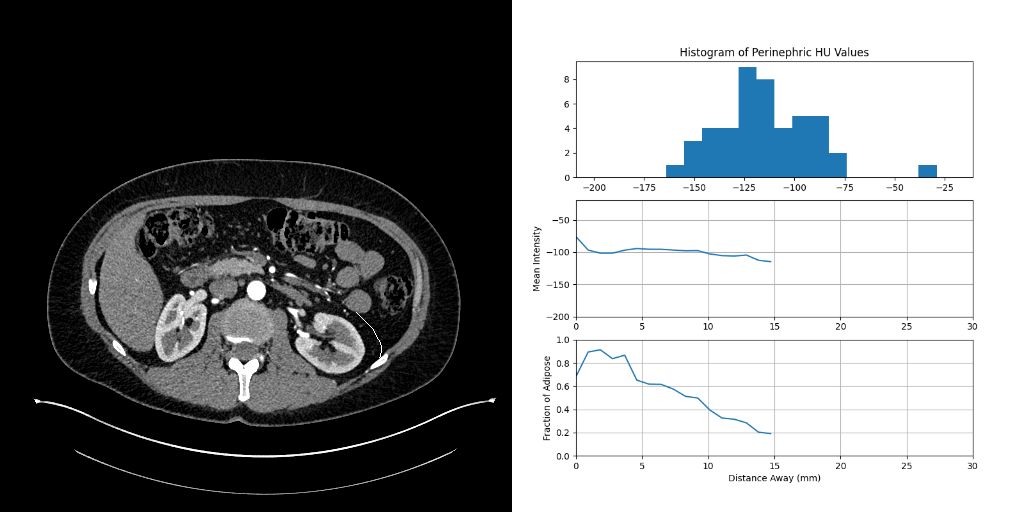 Histogram of Perinephric HU Values
8
6
4
2
0
−200 −175 −150 −125 −100 −75 −50 −25
Mean Intensity
−50
−100
−150
−200
0 5 10 15 20 25 30
Fraction of Adipose
1.0
0.8
0.6
0.4
0.2
0.0
0 5 10 15 20 25 30
Distance Away (mm)